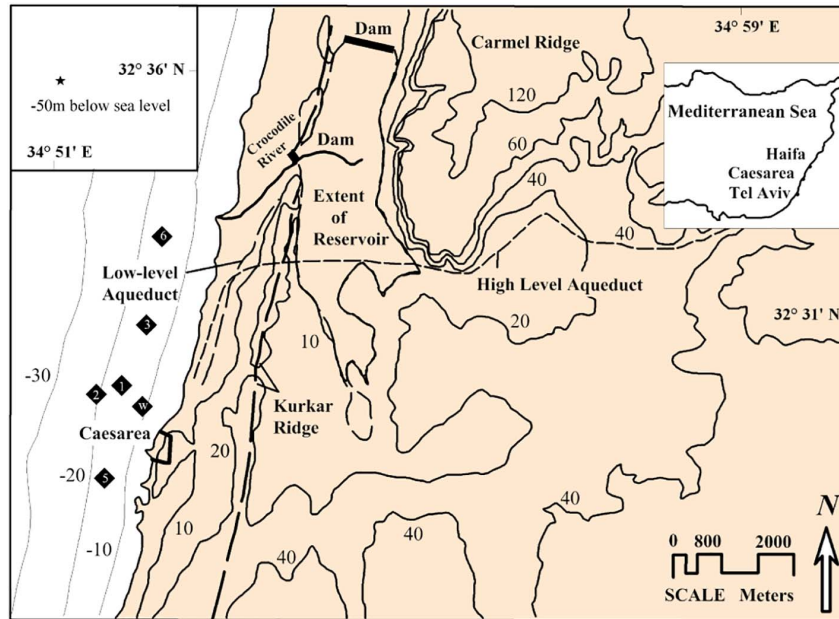 34° 59' E
32° 36' N
-50m below sea level
34° 51' E
Dam
Carmel Ridge
120
60
40
Mediterranean Sea
Haifa
Caesarea
Tel Aviv
Crocodile
River
Dam
20
Extent
of
Reservoir
40
6
Low-level
Aqueduct
High Level Aqueduct
20
32° 31' N
3
10
-30
1
2
W
Kurkar
Ridge
Caesarea
20
-20
5
10
-10
40
40
40
N
0 800 2000
SCALE Meters